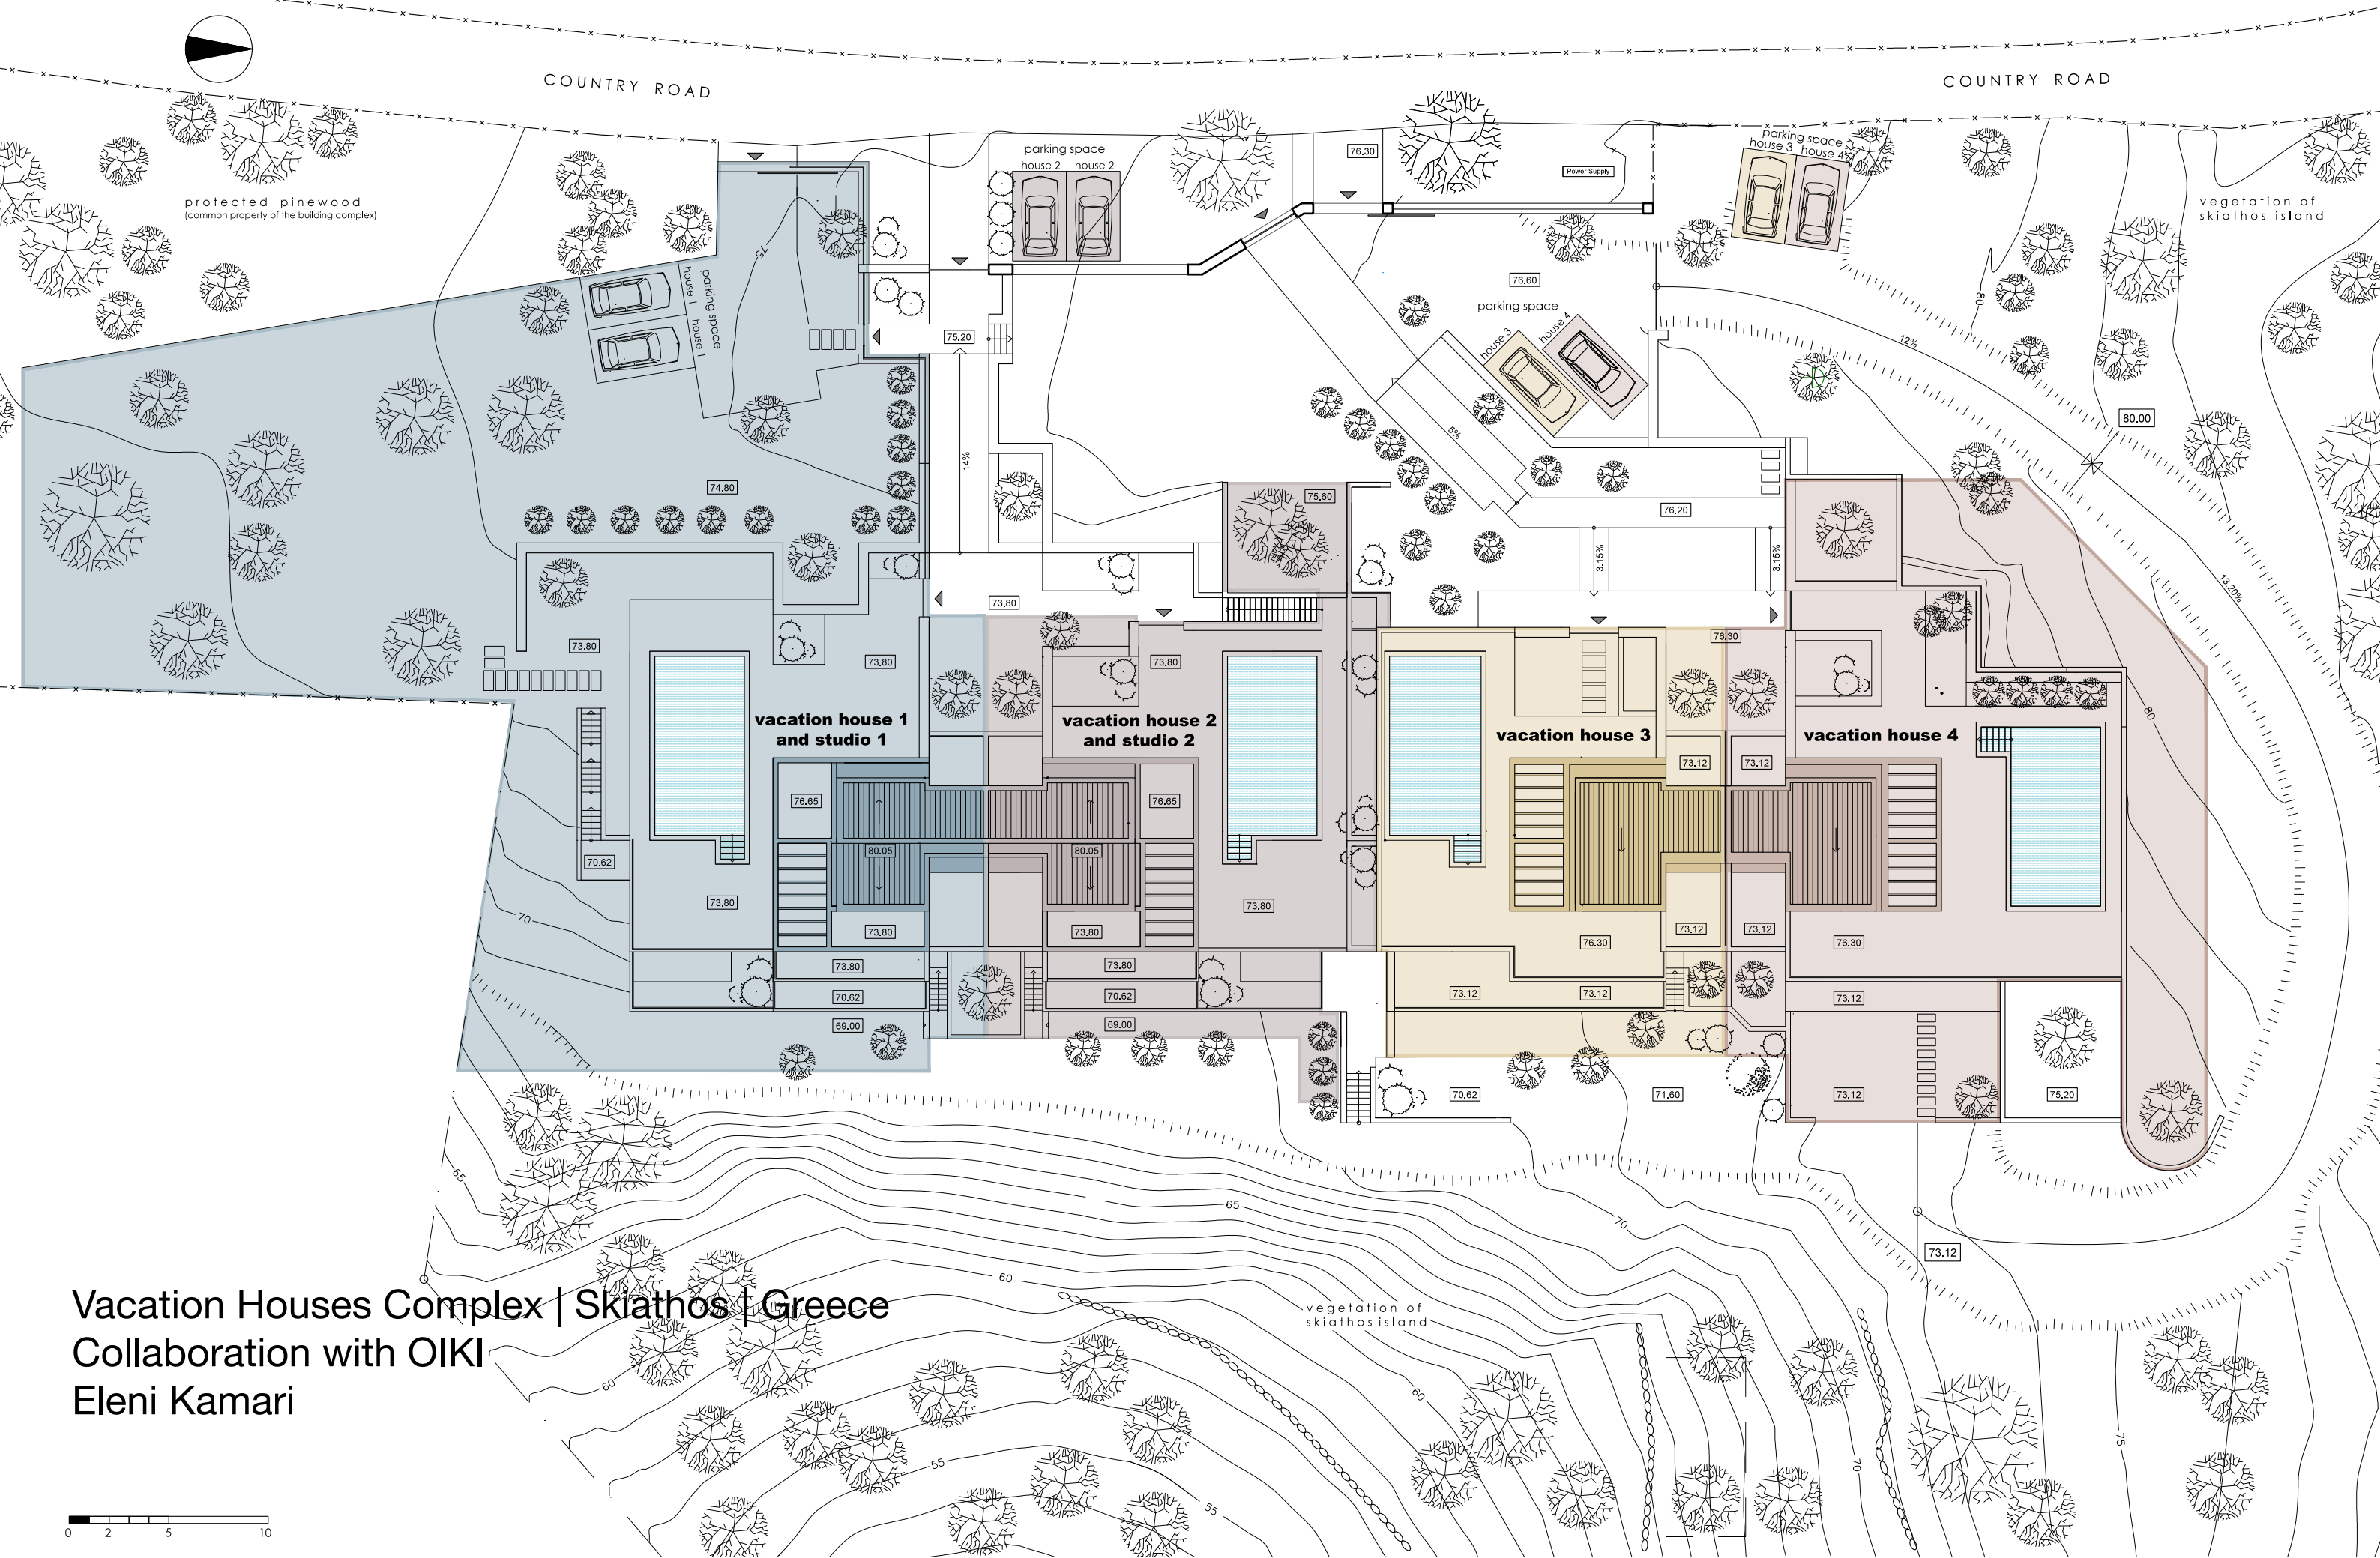 COUNTRY ROAD
COUNTRY ROAD
protected pinewood
(common property of the building complex)
parking space
house 2 house 2
76,30
Power Supply
parking space
house 3 house 4
vegetation of
skiathos island
75
parking space
house 1 house 1
75.20
76,60
parking space
house 3
house 4
80
12%
80.00
14%
5%
74,80
75,60
76,20
3,15%
3,15%
13,20%
73,80
73,80
73,80
73,80
76,30
80
vacation house 1
and studio 1
vacation house 2
and studio 2
vacation house 3
vacation house 4
73.12
73.12
76.65
76.65
80,05
80,05
70.62
73.80
73.80
70
73.80
73.80
73.12
73.12
76.30
76.30
73.80
73.80
70.62
70.62
73.12
73.12
73.12
69.00
69.00
70.62
71,60
73.12
75.20
65
65
70
73.12
60
vegetation of
skiathos island
Vacation Houses Complex | Skiathos | Greece
Collaboration with OIKI
Eleni Kamari
60
60
55
55
70
75
0 2 5 10